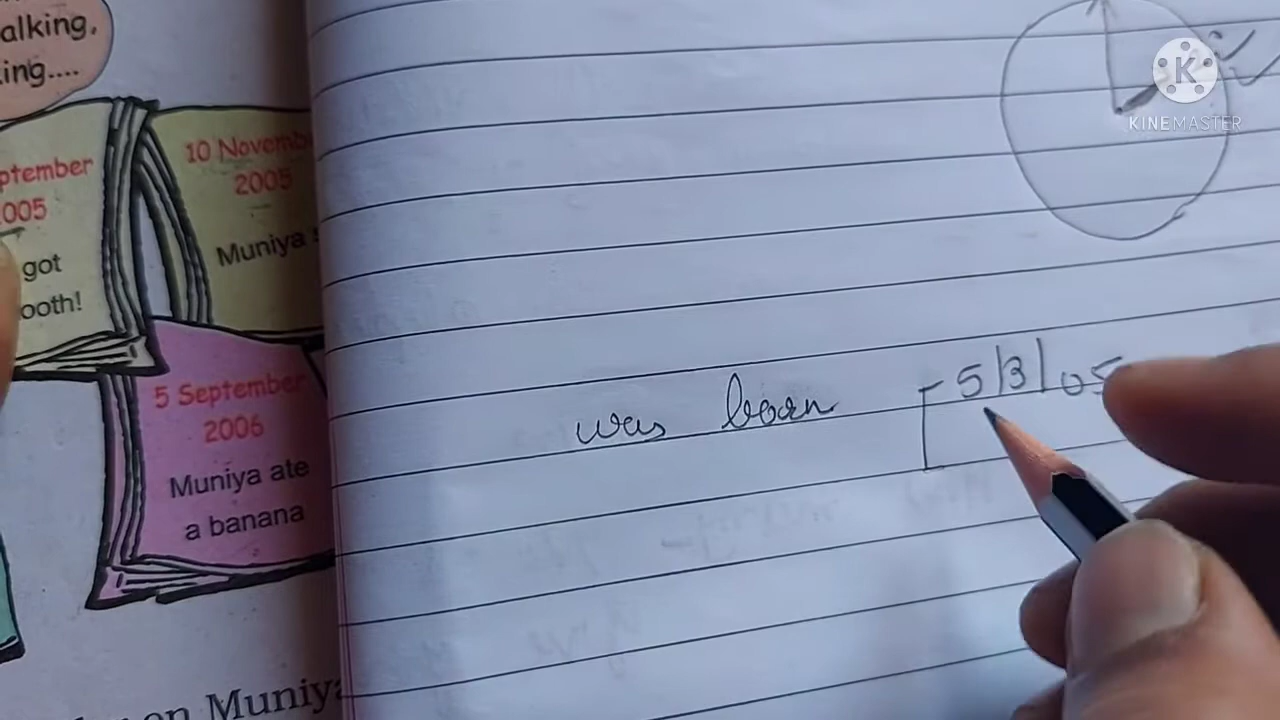 alking,
ing....
ptember
005
got
ooth!
10 Novemb
2005
Muniya s
5 September
2006
Muniya ate
a banana
on Muniya
was born
5/3/05
KINEMASTER